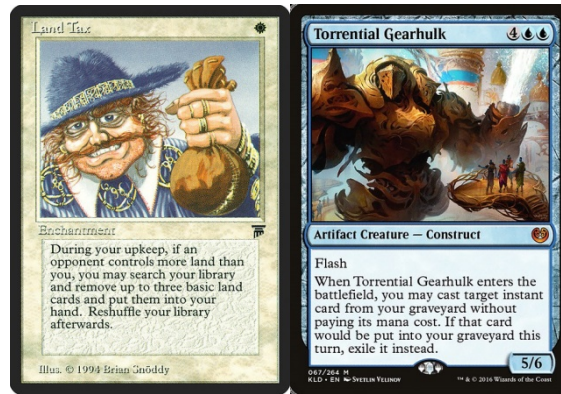 Land Tax
Enchantment
During your upkeep, if an
opponent controls more land than
you, you may search your library
and remove up to three basic land
cards and put them into your
hand. Reshuffle your library
afterwards.
Illus. © 1994 Brian Snōddy
Torrential Gearhulk 4
Artifact Creature — Construct
Flash
When Torrential Gearhulk enters the
battlefield, you may cast target instant
card from your graveyard without
paying its mana cost. If that card
would be put into your graveyard this
turn, exile it instead.
5/6
067/264 M
KLD • EN Svetlin Velinov
™ & © 2016 Wizards of the Coast